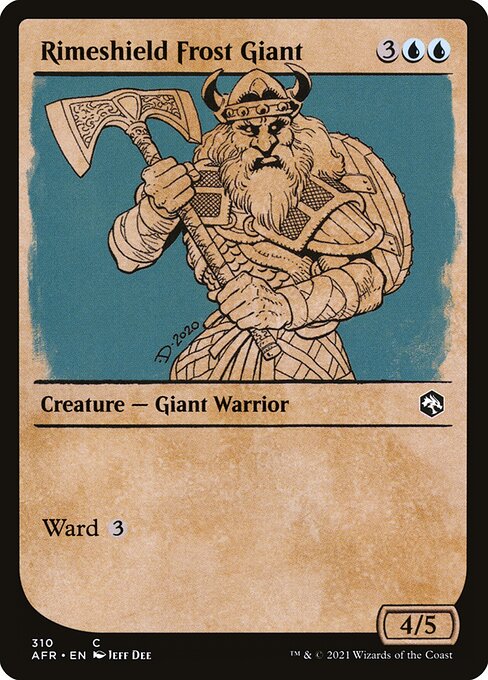 Rimeshield Frost Giant 3
JD-2020
Creature — Giant Warrior
Ward 3
4/5
310 C
AFR • EN Jeff Dee
™ & © 2021 Wizards of the Coast